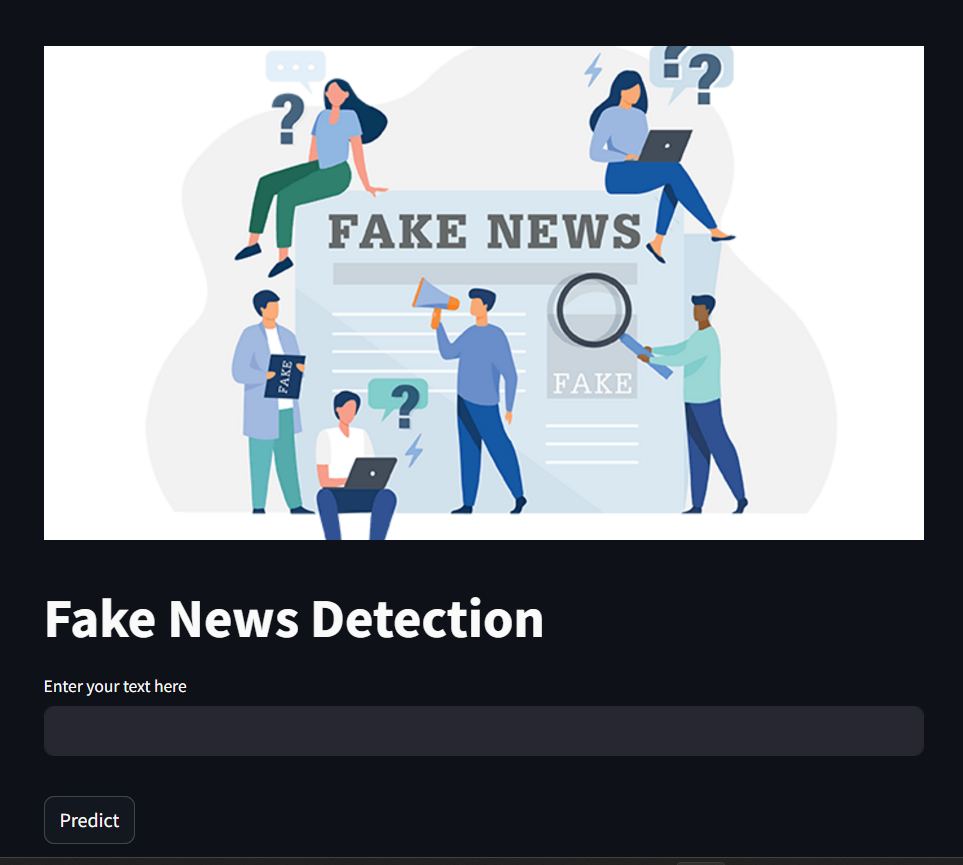 ? ? ?
?
FAKE NEWS
FAKE
?
FAKE
Fake News Detection
Enter your text here
Predict